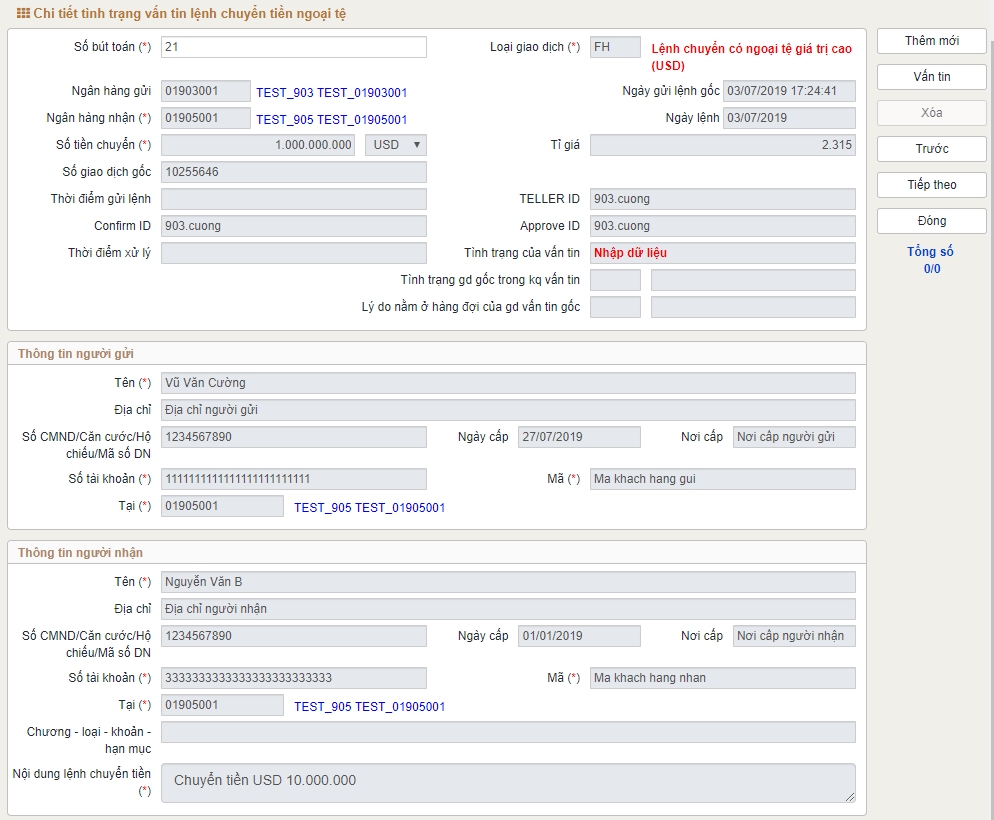 Chi tiết tình trạng vấn tin lệnh chuyển tiền ngoại tệ
Số bút toán (*) 21 Loại giao dịch (*) FH Lệnh chuyển có ngoại tệ giá trị cao (USD)
Ngân hàng gửi 01903001 TEST_903 TEST_01903001 Ngày gửi lệnh gốc 03/07/2019 17:24:41
Ngân hàng nhận (*) 01905001 TEST_905 TEST_01905001 Ngày lệnh 03/07/2019
Số tiền chuyển (*) 1.000.000.000 USD Tỉ giá 2.315
Số giao dịch gốc 10255646
Thời điểm gửi lệnh TELLER ID 903.cuong
Confirm ID 903.cuong Approve ID 903.cuong
Thời điểm xử lý Tình trạng của vấn tin Nhập dữ liệu
Tình trạng gd gốc trong kq vấn tin
Lý do nằm ở hàng đợi của gd vấn tin gốc
Thêm mới
Vấn tin
Xóa
Trước
Tiếp theo
Đóng
Tổng số
0/0
Thông tin người gửi
Tên (*) Vũ Văn Cường
Địa chỉ Địa chỉ người gửi
Số CMND/Căn cước/Hộ chiếu/Mã số DN 1234567890 Ngày cấp 27/07/2019 Nơi cấp Nơi cấp người gửi
Số tài khoản (*) 1111111111111111111111111 Mã (*) Ma khach hang gui
Tại (*) 01905001 TEST_905 TEST_01905001
Thông tin người nhận
Tên (*) Nguyễn Văn B
Địa chỉ Địa chỉ người nhận
Số CMND/Căn cước/Hộ chiếu/Mã số DN 1234567890 Ngày cấp 01/01/2019 Nơi cấp Nơi cấp người nhận
Số tài khoản (*) 3333333333333333333333333 Mã (*) Ma khach hang nhan
Tại (*) 01905001 TEST_905 TEST_01905001
Chương - loại - khoản - hạn mục
Nội dung lệnh chuyển tiền (*) Chuyển tiền USD 10.000.000